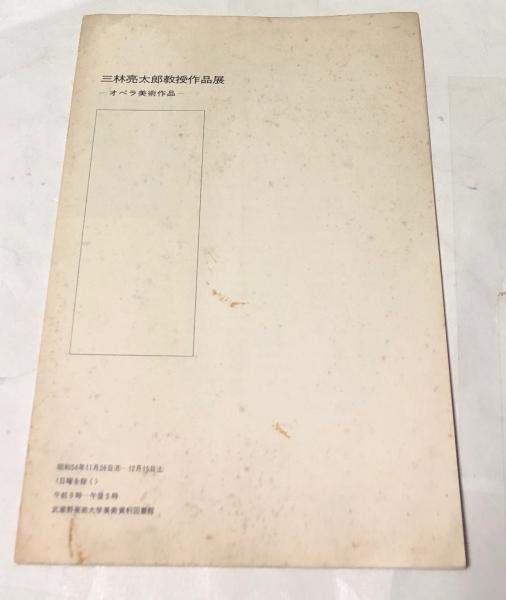 三林亮太郎教授作品展
—オペラ美術作品—
昭和54年11月26日(月)—12月15日(土)
(日曜を除く)
午前9時—午後5時
武蔵野美術大学美術資料図書館